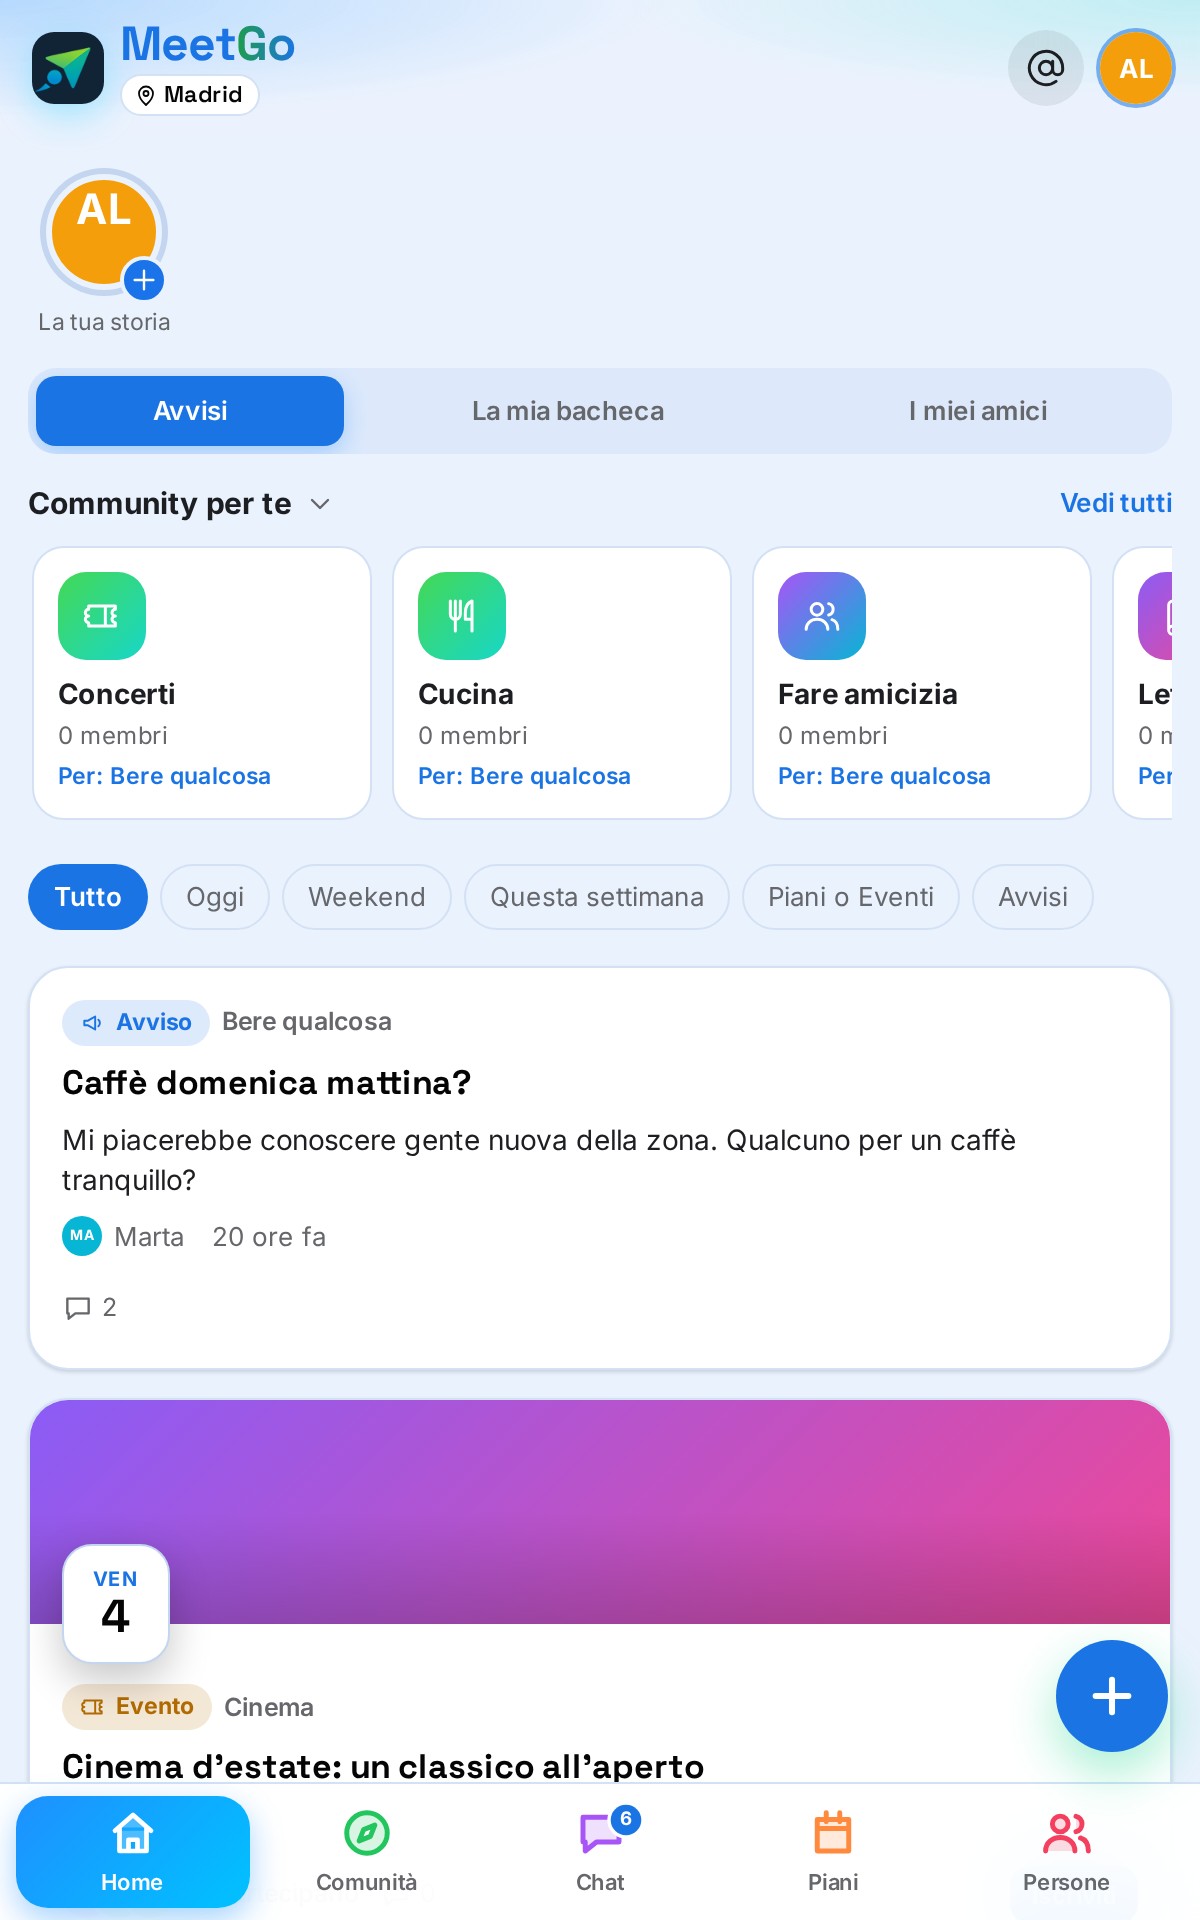 MeetGo
Madrid
@
AL
AL
La tua storia
Avvisi
La mia bacheca
I miei amici
Community per te
Vedi tutti
Concerti
0 membri
Per: Bere qualcosa
Cucina
0 membri
Per: Bere qualcosa
Fare amicizia
0 membri
Per: Bere qualcosa
Tutto
Oggi
Weekend
Questa settimana
Piani o Eventi
Avvisi
Avviso
Bere qualcosa
Caffè domenica mattina?
Mi piacerebbe conoscere gente nuova della zona. Qualcuno per un caffè
tranquillo?
MA
Marta
20 ore fa
2
VEN
4
Evento
Cinema
Cinema d'estate: un classico all'aperto
Home
Comunità
6
Chat
Piani
Persone